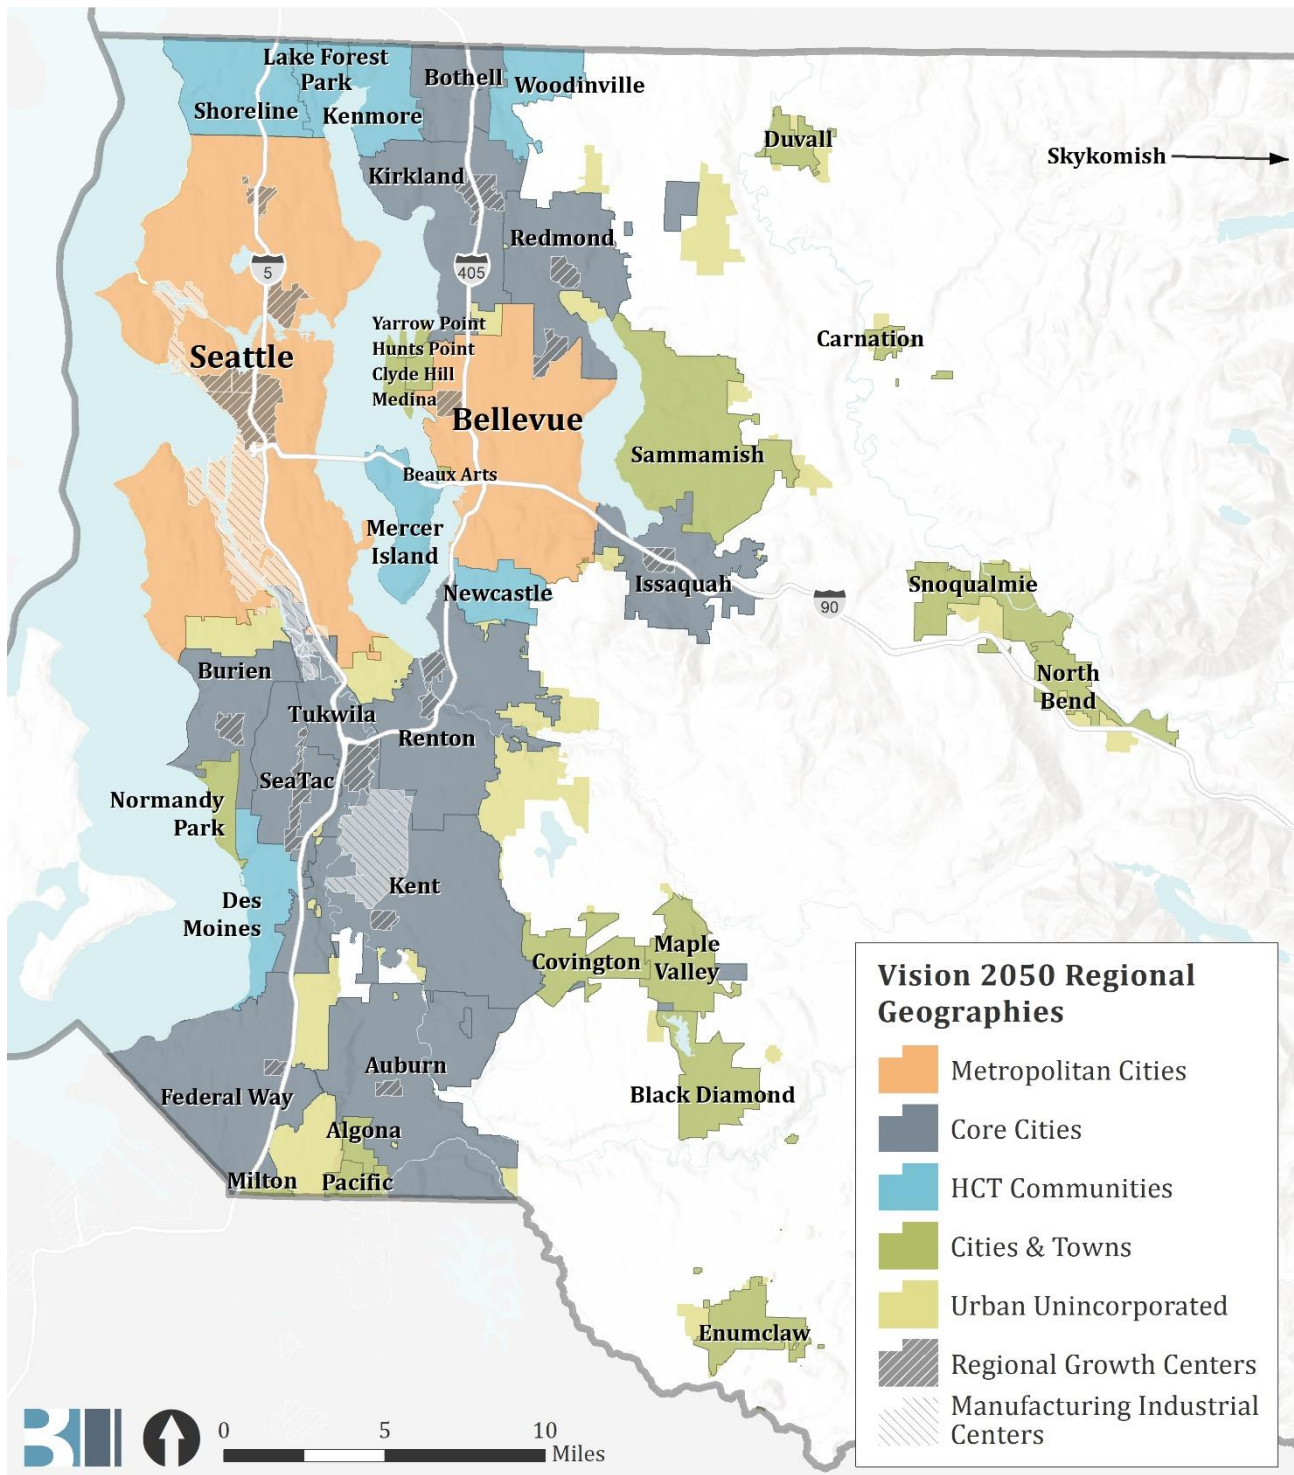 Lake Forest
Park
Bothell
Woodinville
Shoreline
Kenmore
Duvall
Skykomish
Kirkland
Redmond
5
405
Yarrow Point
Hunts Point
Clyde Hill
Medina
Carnation
Seattle
Bellevue
Sammamish
Beaux Arts
Mercer
Island
Newcastle
Issaquah
90
Snoqualmie
North
Bend
Burien
Tukwila
Renton
SeaTac
Normandy
Park
Kent
Des
Moines
Covington
Maple
Valley
Auburn
Federal Way
Black Diamond
Algona
Milton
Pacific
Enumclaw
Vision 2050 Regional
Geographies
Metropolitan Cities
Core Cities
HCT Communities
Cities & Towns
Urban Unincorporated
Regional Growth Centers
Manufacturing Industrial
Centers
0
5
10
Miles